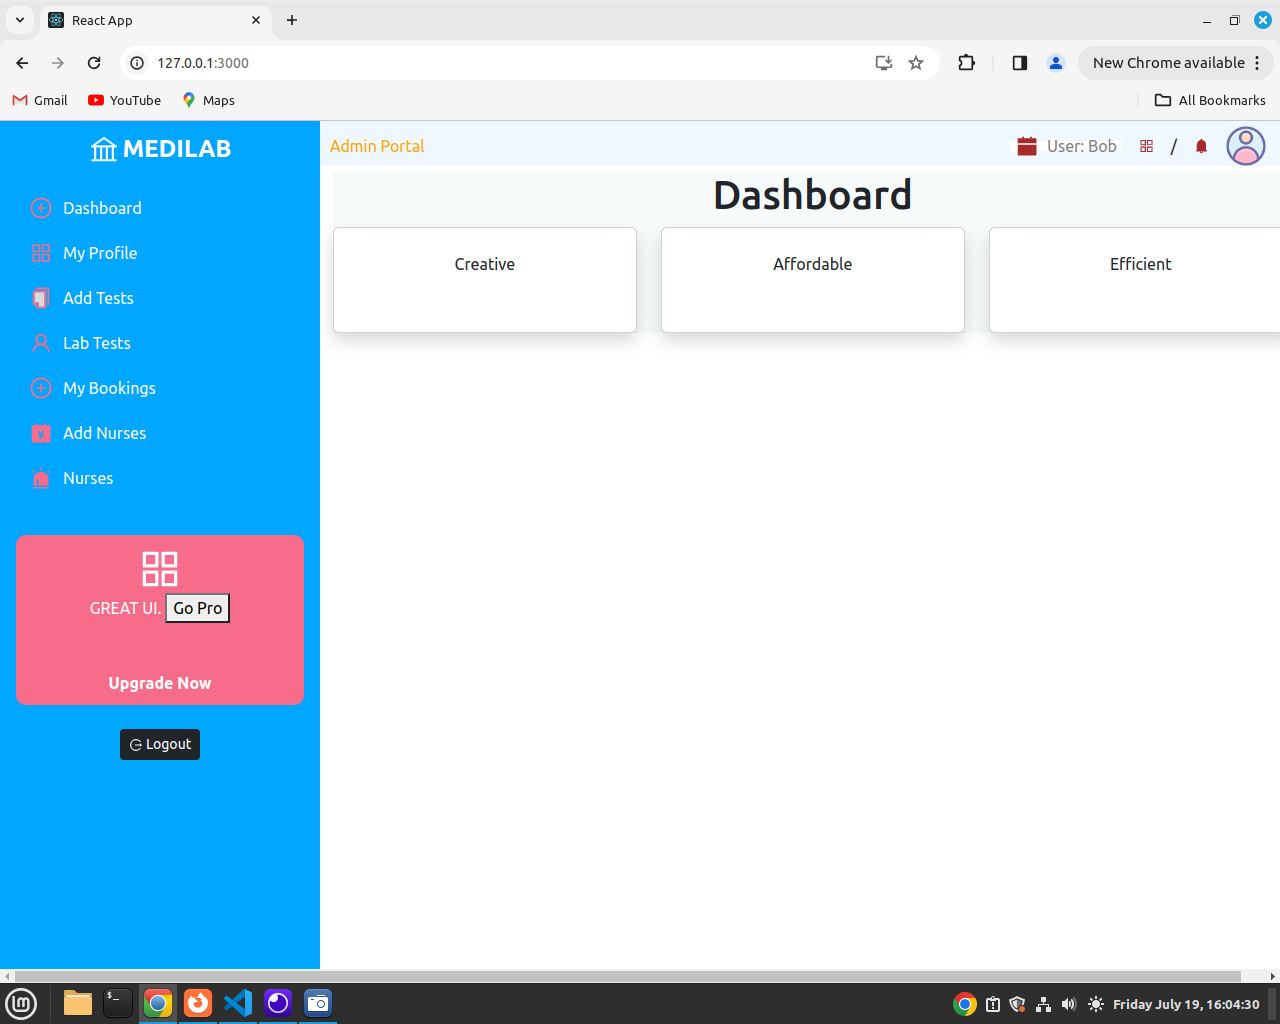 React App
127.0.0.1:3000
New Chrome available
Gmail
YouTube
Maps
All Bookmarks
MEDILAB
Admin Portal
User: Bob
/
Dashboard
My Profile
Add Tests
Lab Tests
My Bookings
Add Nurses
Nurses
GREAT UI. Go Pro
Upgrade Now
Logout
Dashboard
Creative
Affordable
Efficient
Friday July 19, 16:04:30